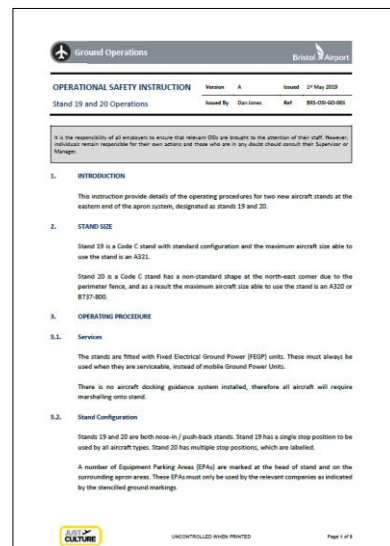 Ground Operations
Bristol Airport
OPERATIONAL SAFETY INSTRUCTION
Version A Issued 1st May 2019
Stand 19 and 20 Operations
Issued By Dan Jones Ref BRS-OSI-GO-001
It is the responsibility of all employers to ensure that relevant OSIs are brought to the attention of their staff. However,
individuals remain responsible for their own actions and those who are in any doubt should consult their Supervisor or
Manager.
1. INTRODUCTION
This instruction provide details of the operating procedures for two new aircraft stands at the
eastern end of the apron system, designated as stands 19 and 20.
2. STAND SIZE
Stand 19 is a Code C stand with standard configuration and the maximum aircraft size able to
use the stand is an A321.
Stand 20 is a Code C stand has a non-standard shape at the north-east corner due to the
perimeter fence, and as a result the maximum aircraft size able to use the stand is an A320 or
B737-800.
3. OPERATING PROCEDURE
3.1. Services
The stands are fitted with Fixed Electrical Ground Power (FEGP) units. These must always be
used when they are serviceable, instead of mobile Ground Power Units.
There is no aircraft docking guidance system installed, therefore all aircraft will require
marshalling onto stand.
3.2. Stand Configuration
Stands 19 and 20 are both nose-in / push-back stands. Stand 19 has a single stop position to be
used by all aircraft types. Stand 20 has multiple stop positions, which are labelled.
A number of Equipment Parking Areas (EPAs) are marked at the head of stand and on the
surrounding apron areas. These EPAs must only be used by the relevant companies as indicated
by the stencilled ground markings.
JUST
CULTURE
UNCONTROLLED WHEN PRINTED